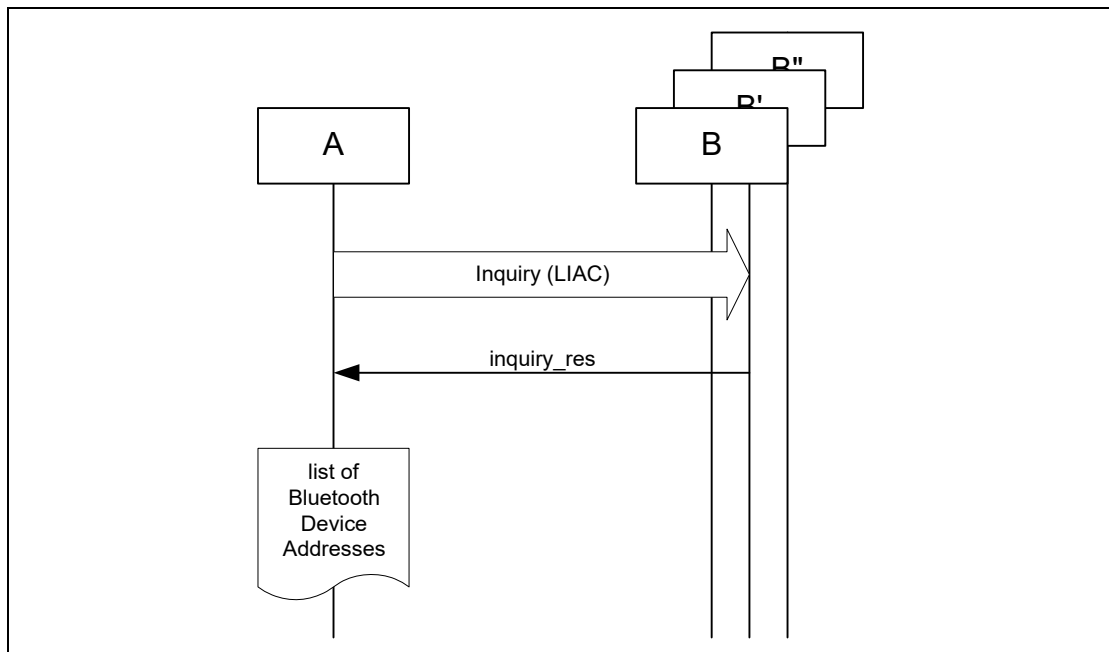 B"
B'
A
B
Inquiry (LIAC)
inquiry_res
list of
Bluetooth
Device
Addresses